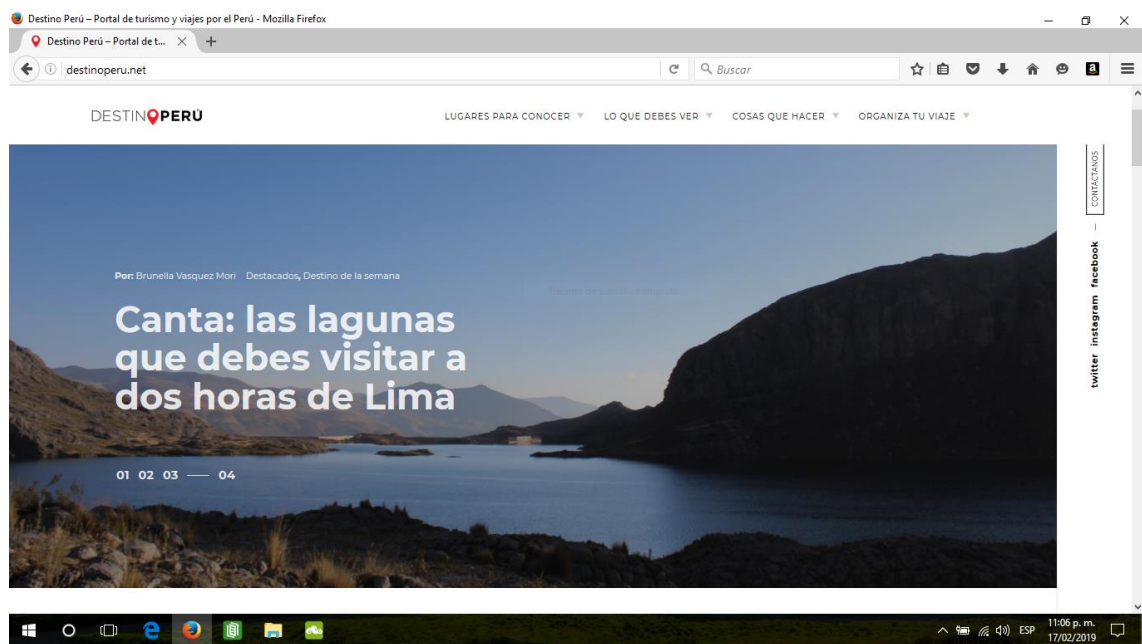 Destino Perú – Portal de turismo y viajes por el Perú - Mozilla Firefox
Destino Perú – Portal de t...
destinoperu.net
Buscar
DESTINOPERÚ
LUGARES PARA CONOCER
LO QUE DEBES VER
COSAS QUE HACER
ORGANIZA TU VIAJE
CONTÁCTANOS
facebook
instagram
twitter
Por: Brunella Vasquez Mori Destacados, Destino de la semana
Canta: las lagunas
que debes visitar a
dos horas de Lima
01 02 03 — 04
ESP
11:06 p. m.
17/02/2019